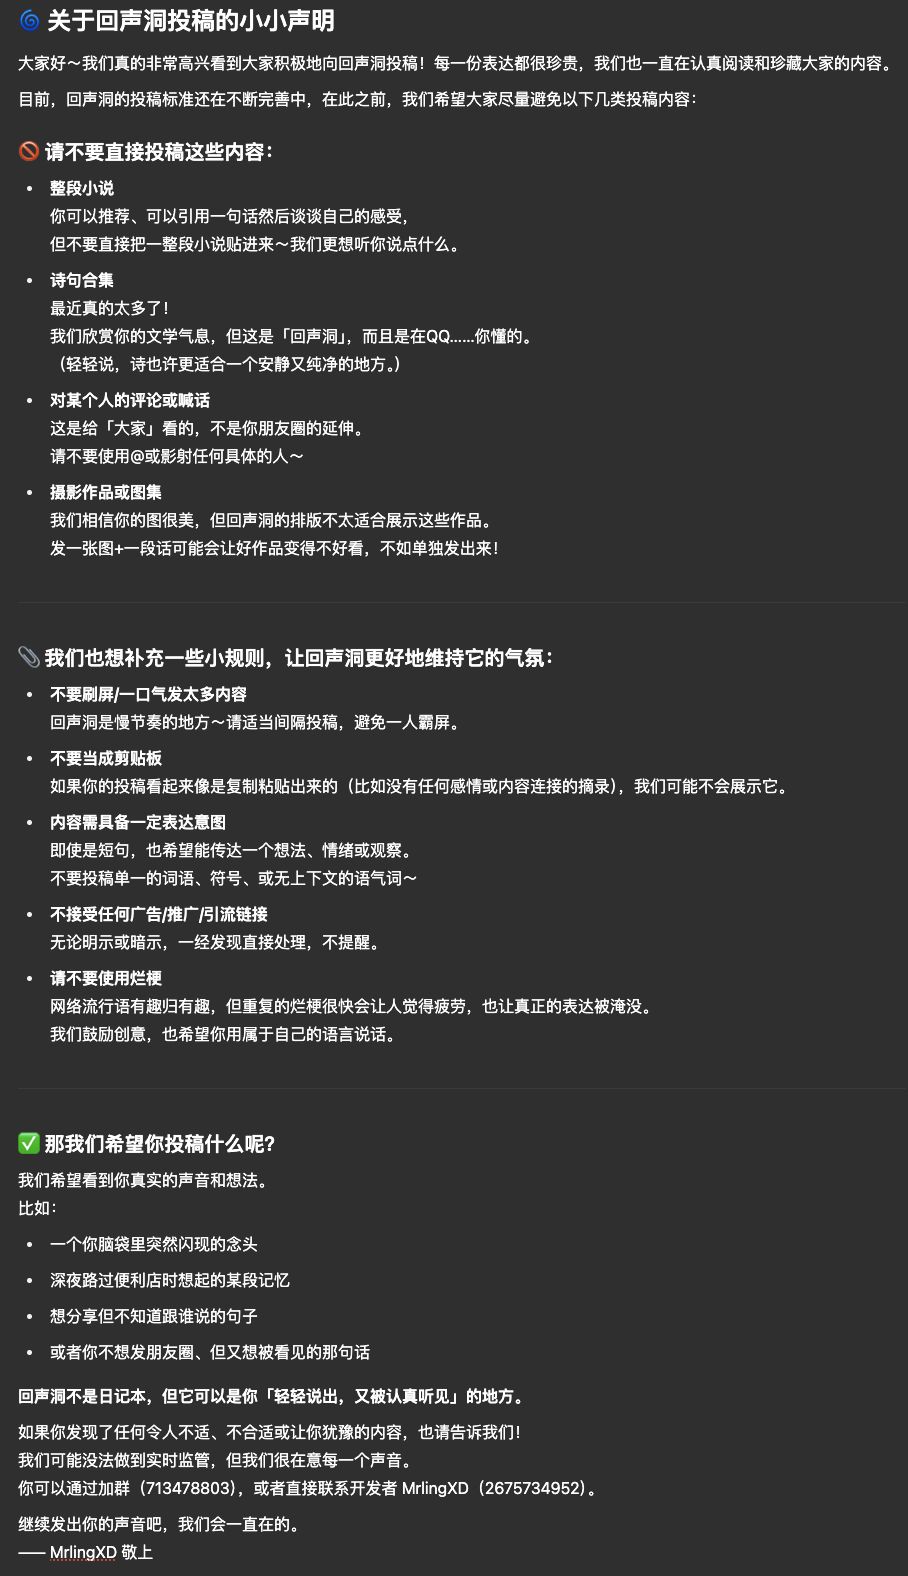 🌀 关于回声洞投稿的小小声明
大家好～我们真的非常高兴看到大家积极地向回声洞投稿！每一份表达都很珍贵，我们也一直在认真阅读和珍藏大家的内容。
目前，回声洞的投稿标准还在不断完善中，在此之前，我们希望大家尽量避免以下几类投稿内容：
🚫 请不要直接投稿这些内容：
• 整段小说
你可以推荐、可以引用一句话然后谈谈自己的感受，
但不要直接把一整段小说贴进来～我们更想听你说点什么。
• 诗句合集
最近真的太多了！
我们欣赏你的文学气息，但这是「回声洞」，而且是在QQ……你懂的。
（轻轻说，诗也许更适合一个安静又纯净的地方。）
• 对某个人的评论或喊话
这是给「大家」看的，不是你朋友圈的延伸。
请不要使用@或影射任何具体的人～
• 摄影作品或图集
我们相信你的图很美，但回声洞的排版不太适合展示这些作品。
发一张图+一段话可能会让好作品变得不好看，不如单独发出来！
📎 我们也想补充一些小规则，让回声洞更好地维持它的气氛：
• 不要刷屏/一口气发太多内容
回声洞是慢节奏的地方～请适当间隔投稿，避免一人霸屏。
• 不要当成剪贴板
如果你的投稿看起来像是复制粘贴出来的（比如没有任何感情或内容连接的摘录），我们可能不会展示它。
• 内容需具备一定表达意图
即使是短句，也希望能传达一个想法、情绪或观察。
不要投稿单一的词语、符号、或无上下文的语气词～
• 不接受任何广告/推广/引流链接
无论明示或暗示，一经发现直接处理，不提醒。
• 请不要使用烂梗
网络流行语有趣归有趣，但重复的烂梗很快会让人觉得疲劳，也让真正的表达被淹没。
我们鼓励创意，也希望你用属于自己的语言说话。
✅ 那我们希望你投稿什么呢？
我们希望看到你真实的声音和想法。
比如：
• 一个你脑袋里突然闪现的念头
• 深夜路过便利店时想起的某段记忆
• 想分享但不知道跟谁说的句子
• 或者你不想发朋友圈、但又想被看见的那句话
回声洞不是日记本，但它可以是你「轻轻说出，又被认真听见」的地方。
如果你发现了任何令人不适、不合适或让你犹豫的内容，也请告诉我们！
我们可能没法做到实时监管，但我们很在意每一个声音。
你可以通过加群（713478803），或者直接联系开发者 MrlingXD（2675734952）。
继续发出你的声音吧，我们会一直在的。
—— MrlingXD 敬上